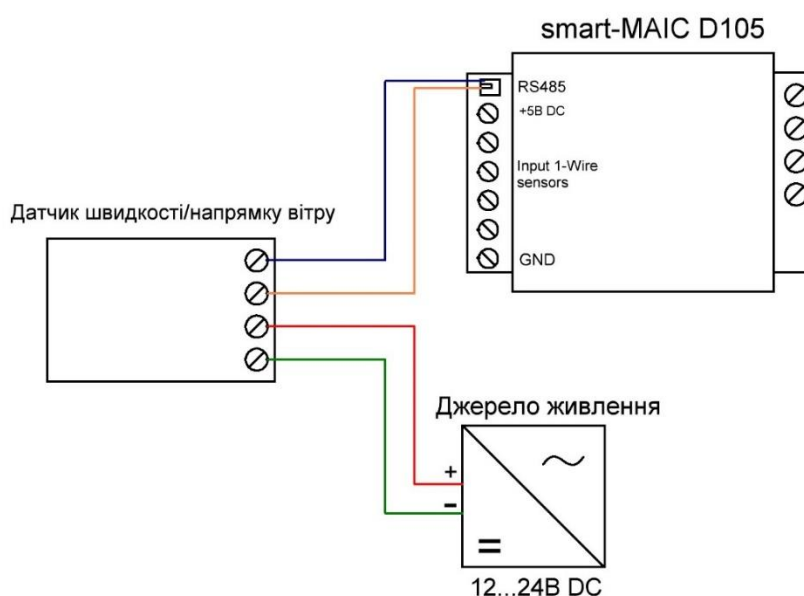 smart-MAIC D105
RS485
+5В DC
Input 1-Wire
sensors
GND
Датчик швидкості/напрямку вітру
Джерело живлення
+
-
12...24В DC